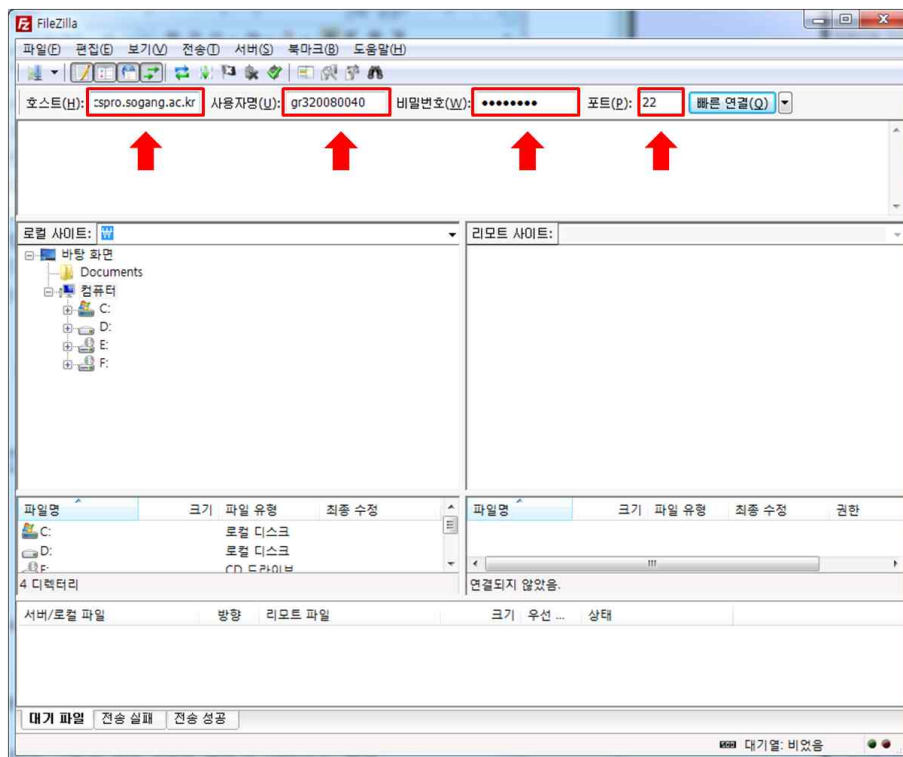 FileZilla
파일(F) 편집(E) 보기(V) 전송(T) 서버(S) 북마크(B) 도움말(H)
호스트(H): cspro.sogang.ac.kr 사용자명(U): gr320080040 비밀번호(W): ●●●●●●●● 포트(P): 22 빠른 연결(Q)
로컬 사이트: ₩
리모트 사이트:
바탕 화면
Documents
컴퓨터
C:
D:
E:
F:
파일명 크기 파일 유형 최종 수정
C: 로컬 디스크
D: 로컬 디스크
E: CD 드라이브
4 디렉터리
파일명 크기 파일 유형 최종 수정 권한
연결되지 않았음.
서버/로컬 파일 방향 리모트 파일 크기 우선 ... 상태
대기 파일 전송 실패 전송 성공
대기열: 비었음